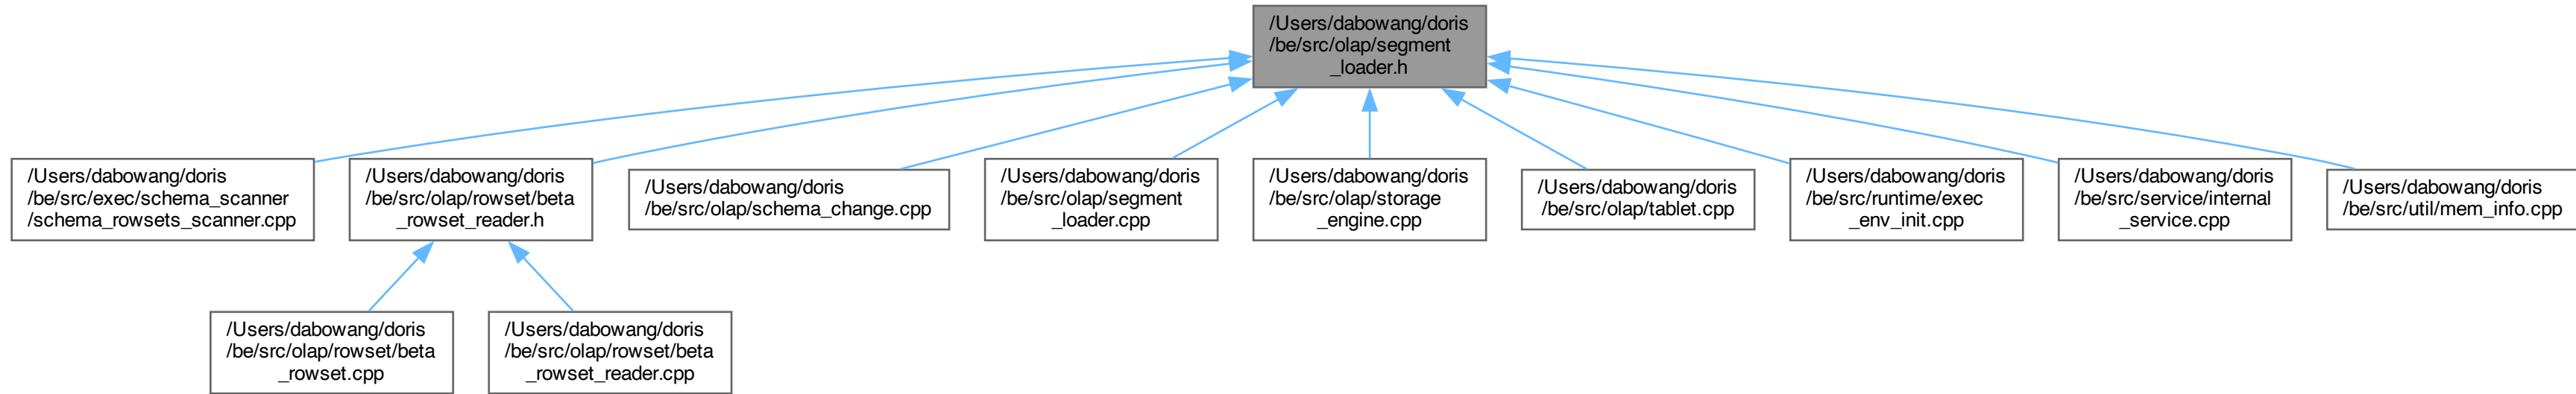 /Users/dabowang/doris
/be/src/olap/segment
_loader.h
/Users/dabowang/doris
/be/src/exec/schema_scanner
/schema_rowsets_scanner.cpp
/Users/dabowang/doris
/be/src/olap/rowset/beta
_rowset_reader.h
/Users/dabowang/doris
/be/src/olap/schema_change.cpp
/Users/dabowang/doris
/be/src/olap/segment
_loader.cpp
/Users/dabowang/doris
/be/src/olap/storage
_engine.cpp
/Users/dabowang/doris
/be/src/olap/tablet.cpp
/Users/dabowang/doris
/be/src/runtime/exec
_env_init.cpp
/Users/dabowang/doris
/be/src/service/internal
_service.cpp
/Users/dabowang/doris
/be/src/util/mem_info.cpp
/Users/dabowang/doris
/be/src/olap/rowset/beta
_rowset.cpp
/Users/dabowang/doris
/be/src/olap/rowset/beta
_rowset_reader.cpp